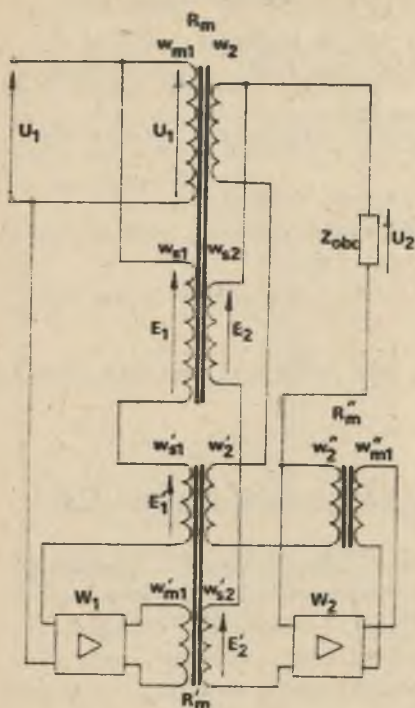 Rm
wm1 w2
U1 U1
Zobc U2
ws1 ws2
E1 E2
R''m
w's1 w'2 w''2 w''m1
E'1
W1 w'm1 w's2 W2
E'2
R'm